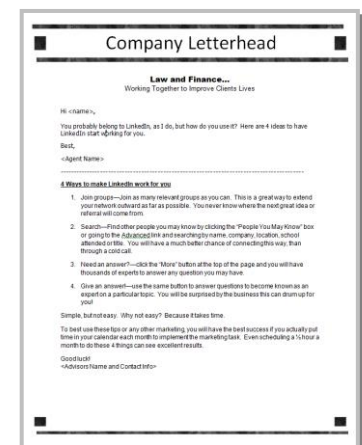 Company Letterhead
Law and Finance...
Working Together to Improve Clients Lives
Hi <name>,
You probably belong to LinkedIn, as I do, but how do you use it? Here are 4 ideas to have
LinkedIn start working for you.
Best,
<Agent Name>
4 Ways to make LinkedIn work for you
1. Join groups—Join as many relevant groups as you can. This is a great way to extend
your network outward as far as possible. You never know where the next great idea or
referral will come from.
2. Search—Find other people you may know by clicking the "People You May Know" box
or going to the Advanced link and searching by name, company, location, school
attended or title. You will have a much better chance of connecting this way, than
through a cold call.
3. Need an answer?—click the "More" button at the top of the page and you will have
thousands of experts to answer any question you may have.
4. Give an answer!—use the same button to answer questions to become known as an
expert on a particular topic. You will be surprised by the business this can drum up for
you!
Simple, but not easy. Why not easy? Because it takes time.
To best use these tips or any other marketing, you will have the best success if you actually put
time in your calendar each month to implement the marketing task. Even scheduling a ½ hour a
month to do these 4 things can see excellent results.
Good luck!
<Advisors Name and Contact Info>